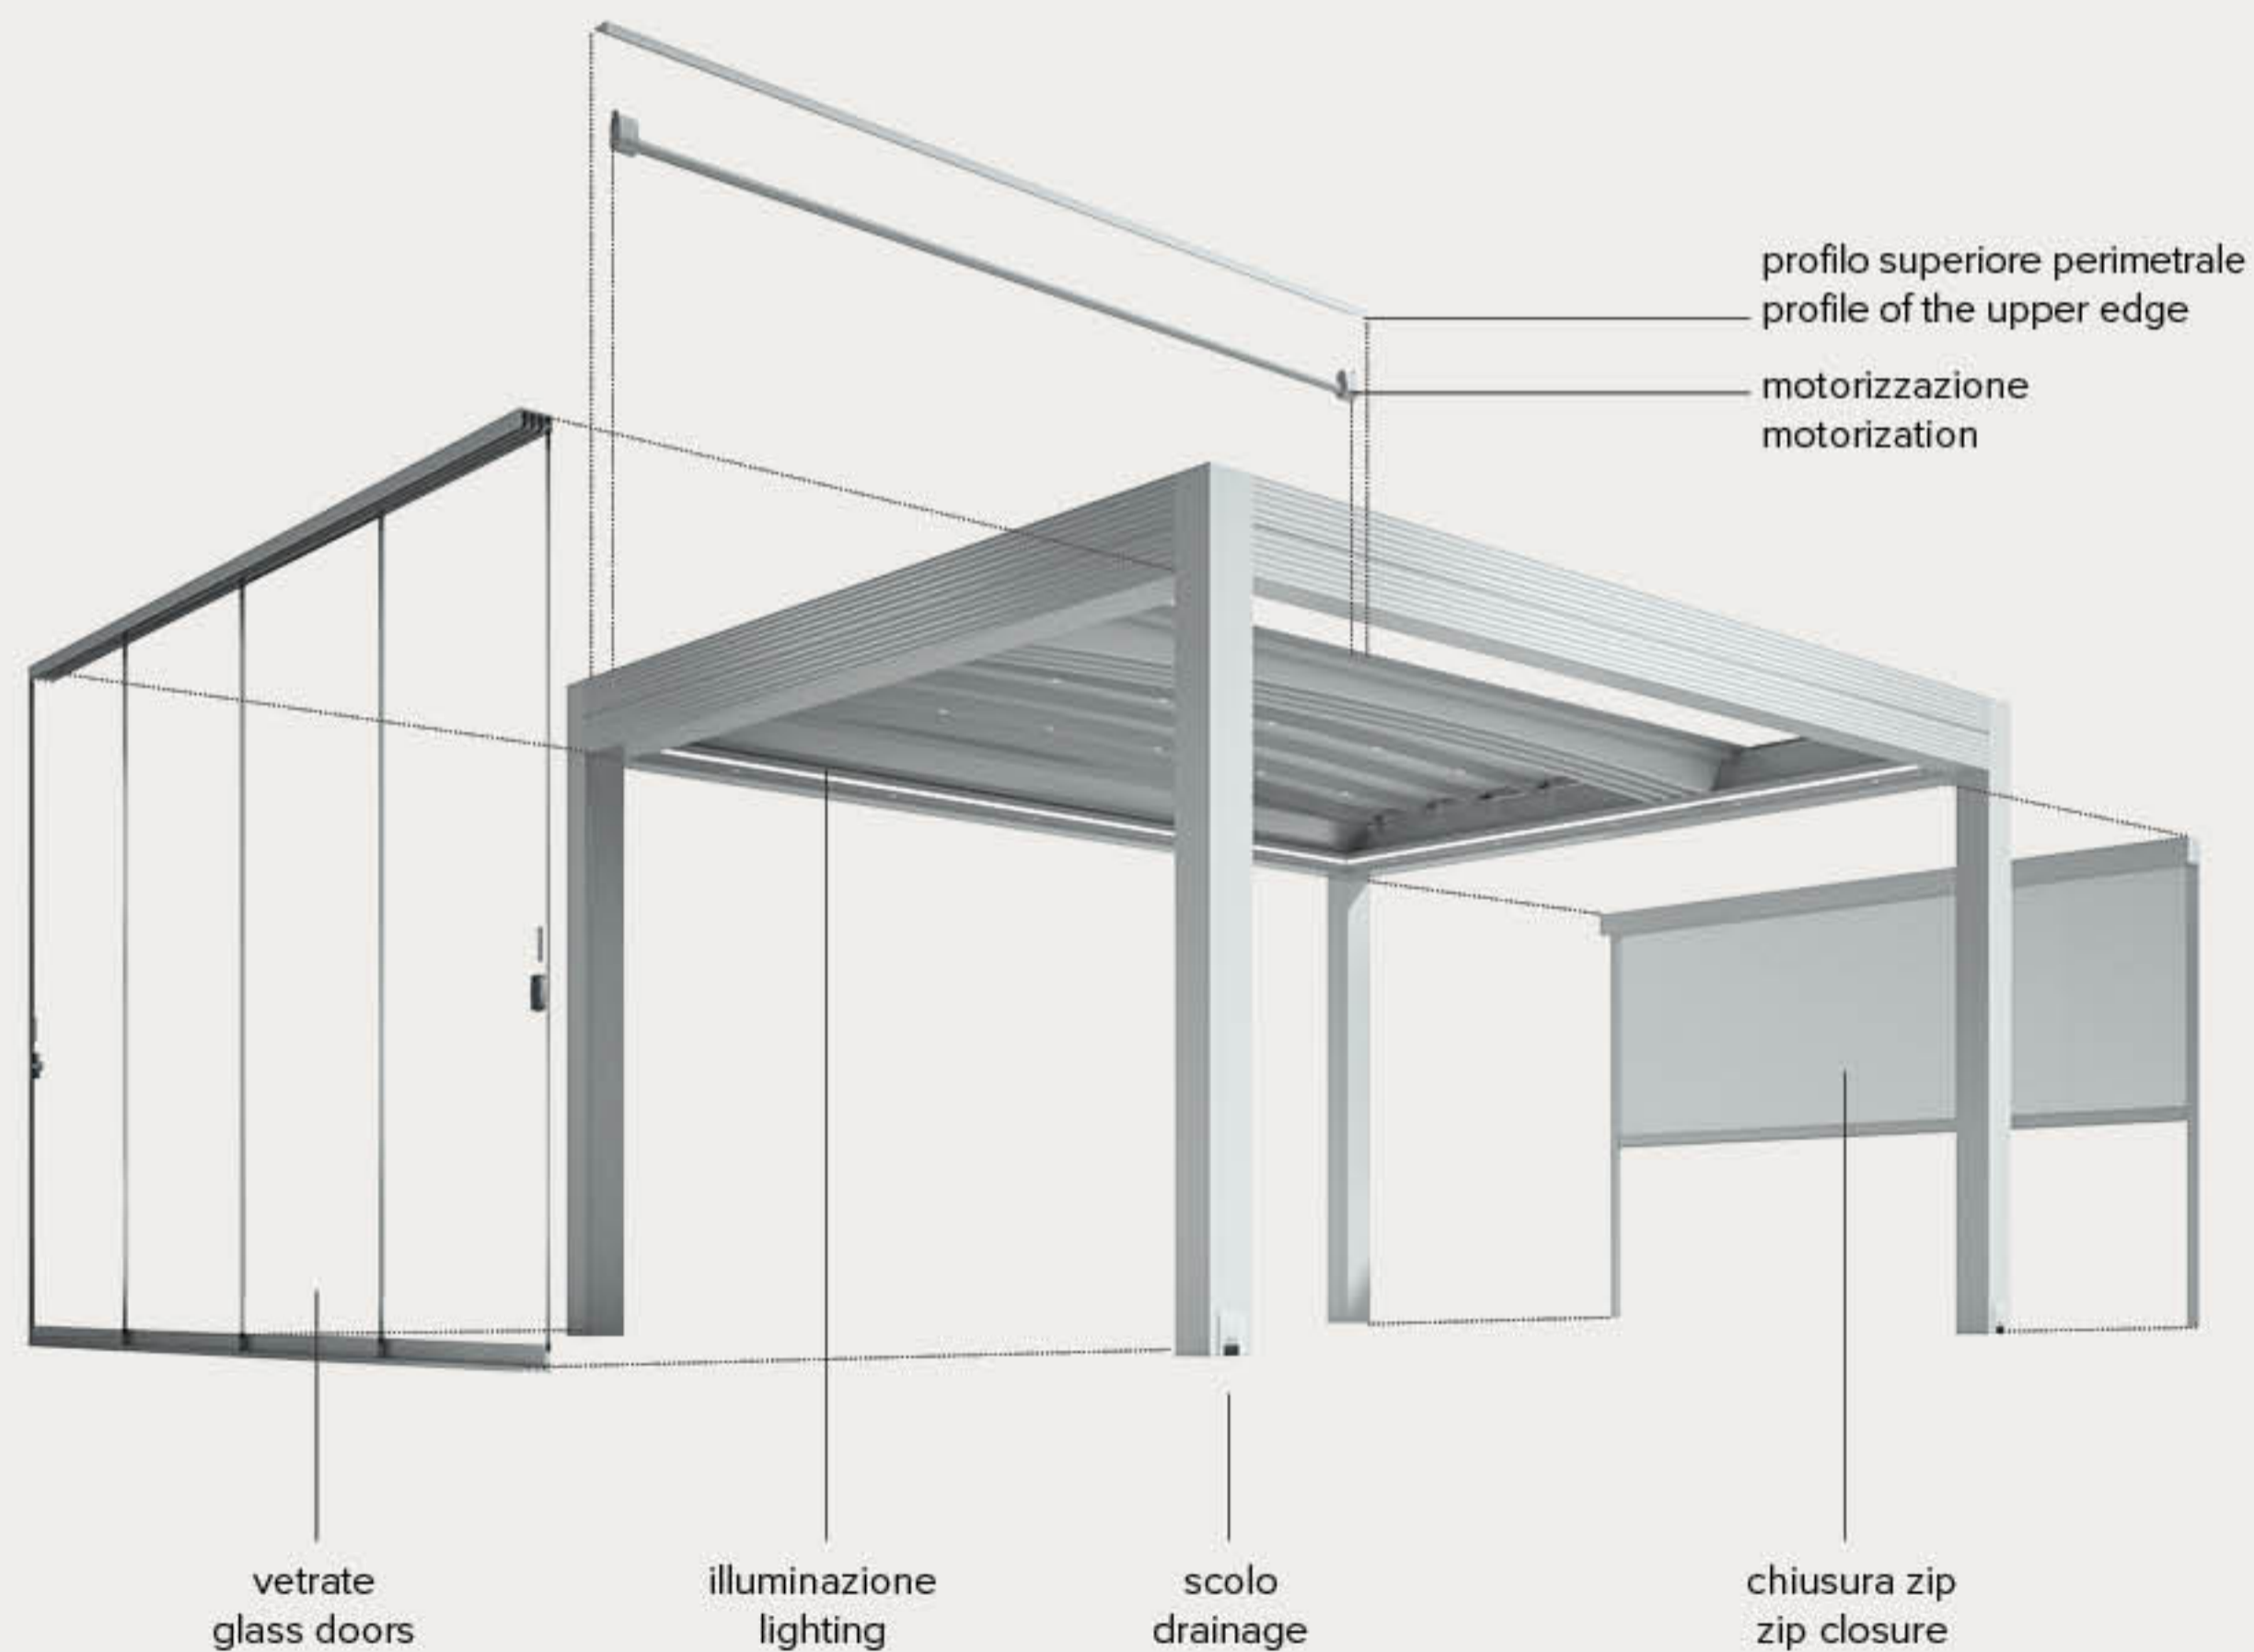 profilo superiore perimetrale
profile of the upper edge
motorizzazione
motorization
vetrate
glass doors
illuminazione
lighting
scolo
drainage
chiusura zip
zip closure